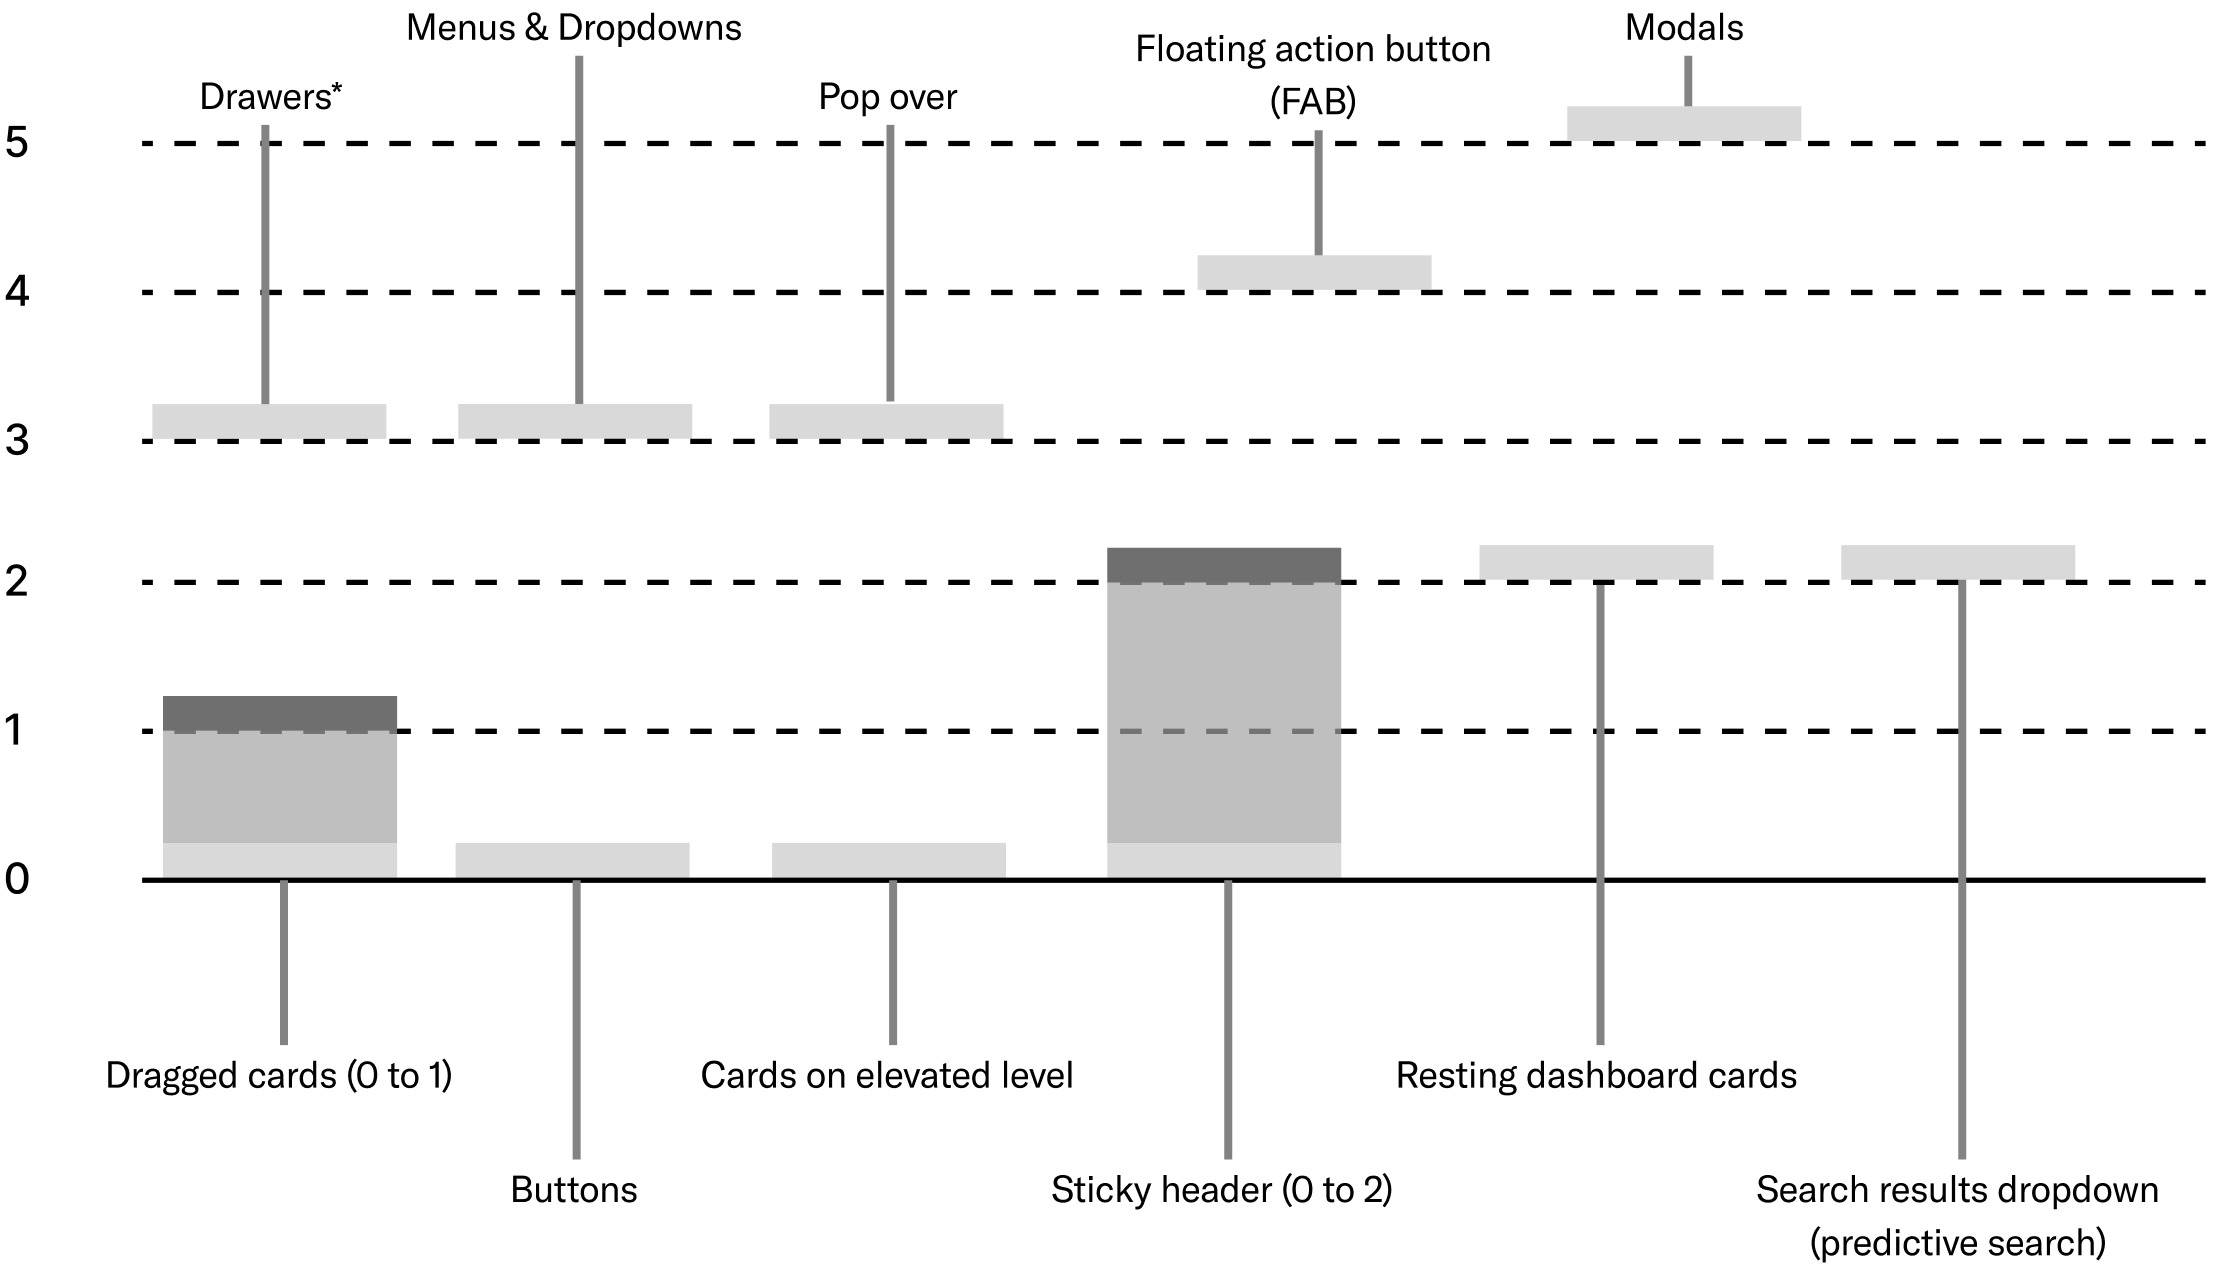 Menus & Dropdowns
Modals
Floating action button
(FAB)
Drawers*
Pop over
5
4
3
2
1
0
Dragged cards (0 to 1)
Cards on elevated level
Resting dashboard cards
Buttons
Sticky header (0 to 2)
Search results dropdown
(predictive search)